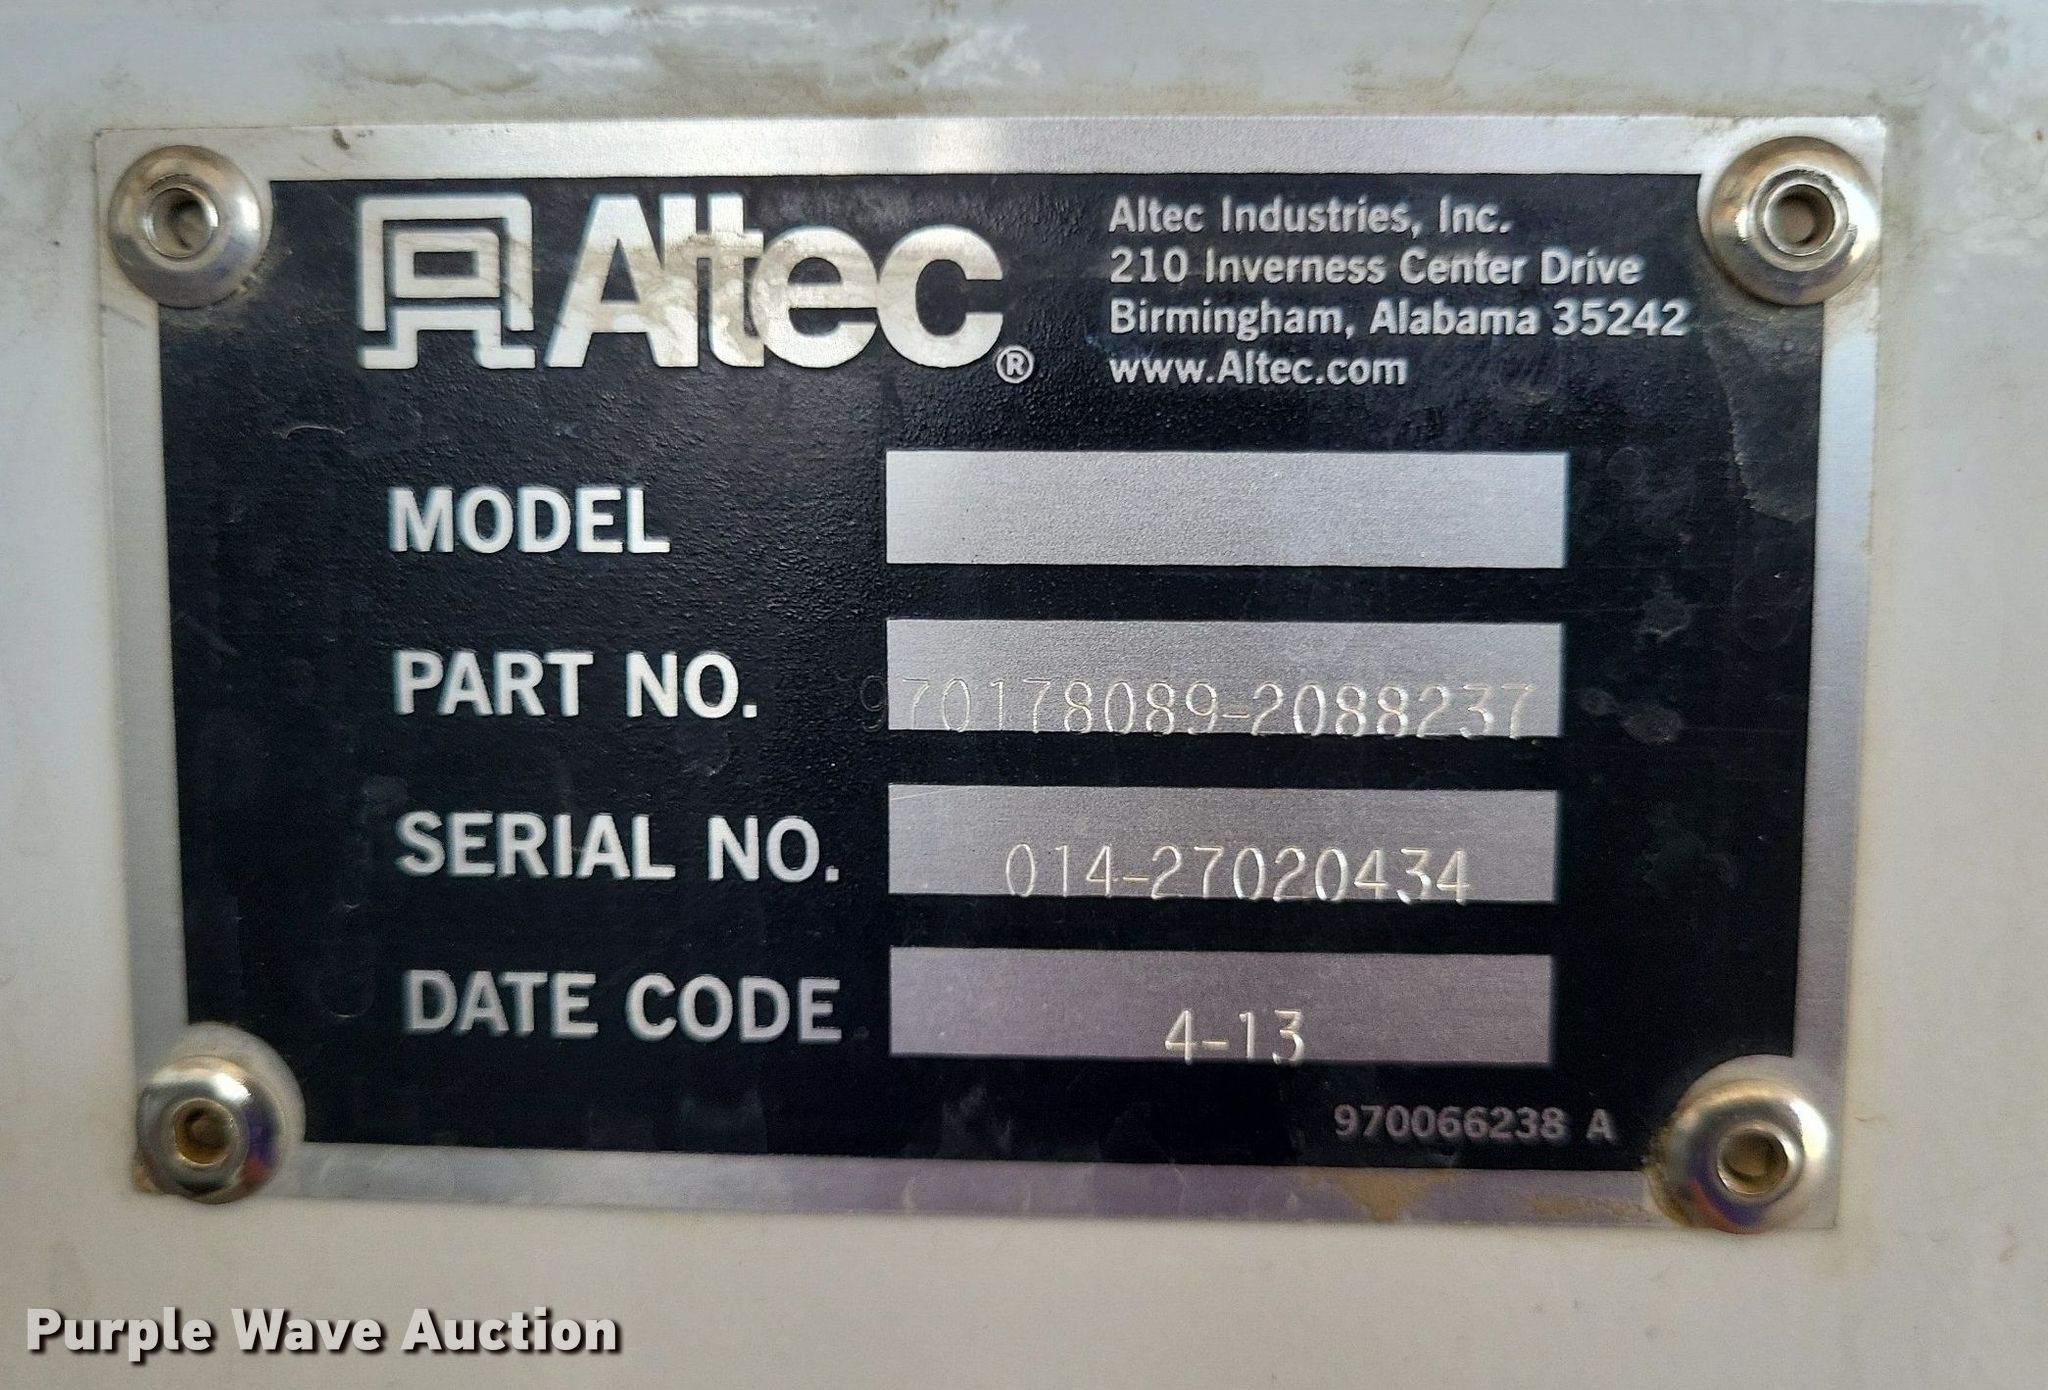 Altec®
Altec Industries, Inc.
210 Inverness Center Drive
Birmingham, Alabama 35242
www.Altec.com
MODEL
PART NO. 970178089-2088237
SERIAL NO. 014-27020434
DATE CODE 4-13
970066238 A
Purple Wave Auction